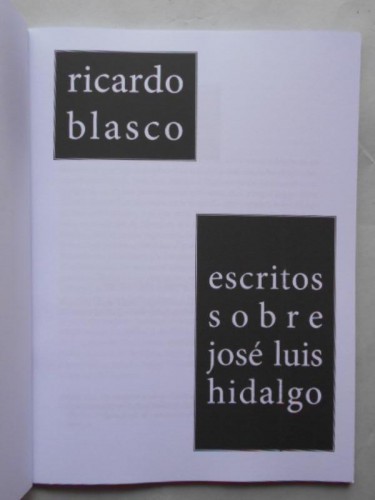 ricardo
blasco
escritos
sobre
josé luis
hidalgo